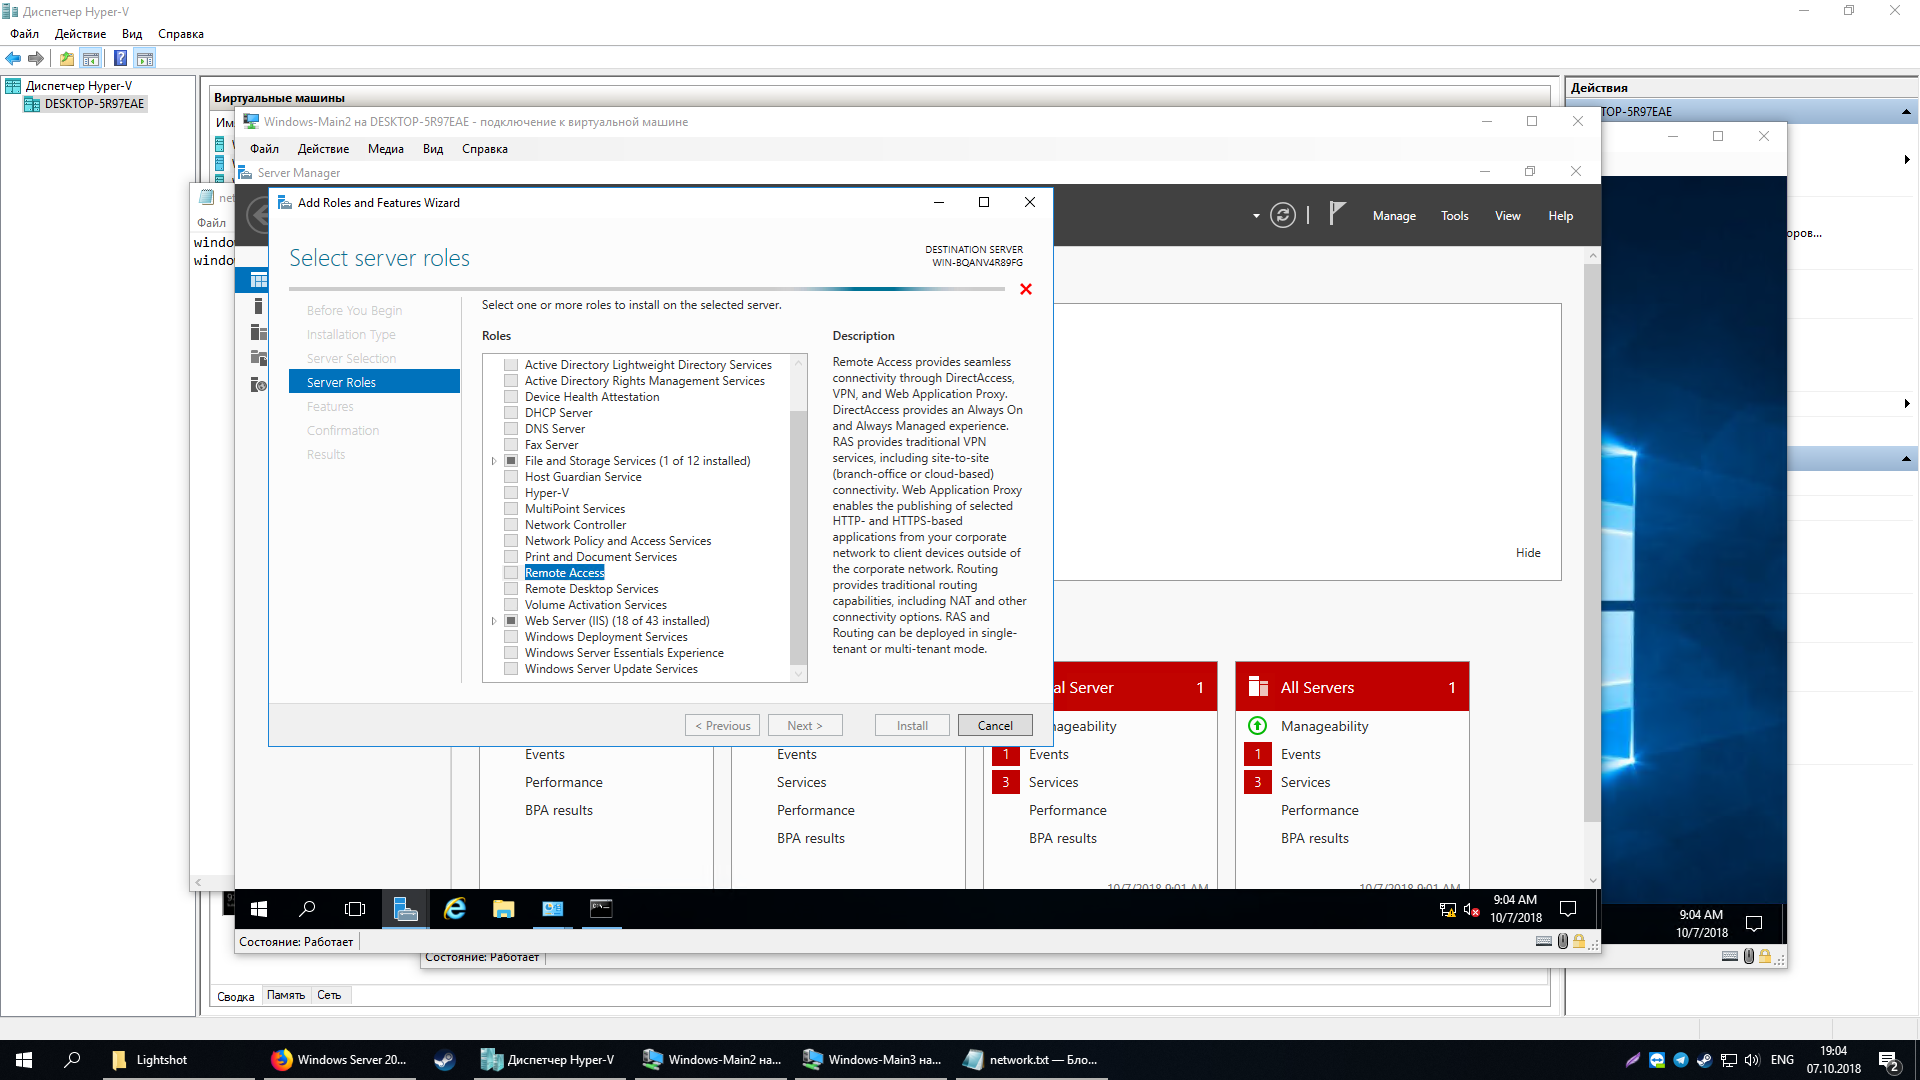 Диспетчер Hyper-V
Файл Действие Вид Справка
Диспетчер Hyper-V
DESKTOP-5R97EAE
Виртуальные машины
Действия
Windows-Main2 на DESKTOP-5R97EAE - подключение к виртуальной машине
Файл Действие Медиа Вид Справка
Server Manager
Файл
windo
windo
Manage Tools View Help
Add Roles and Features Wizard
Select server roles
DESTINATION SERVER
WIN-BQANV4R89FG
Before You Begin
Installation Type
Server Selection
Server Roles
Features
Confirmation
Results
Select one or more roles to install on the selected server.
Roles
Active Directory Lightweight Directory Services
Active Directory Rights Management Services
Device Health Attestation
DHCP Server
DNS Server
Fax Server
File and Storage Services (1 of 12 installed)
Host Guardian Service
Hyper-V
MultiPoint Services
Network Controller
Network Policy and Access Services
Print and Document Services
Remote Access
Remote Desktop Services
Volume Activation Services
Web Server (IIS) (18 of 43 installed)
Windows Deployment Services
Windows Server Essentials Experience
Windows Server Update Services
Description
Remote Access provides seamless
connectivity through DirectAccess,
VPN, and Web Application Proxy.
DirectAccess provides an Always On
and Always Managed experience.
RAS provides traditional VPN
services, including site-to-site
(branch-office or cloud-based)
connectivity. Web Application Proxy
enables the publishing of selected
HTTP- and HTTPS-based
applications from your corporate
network to client devices outside of
the corporate network. Routing
provides traditional routing
capabilities, including NAT and other
connectivity options. RAS and
Routing can be deployed in single-
tenant or multi-tenant mode.
< Previous Next > Install Cancel
Hide
Events
Performance
BPA results
Events
Services
Performance
BPA results
al Server 1
nageability
1 Events
3 Services
Performance
BPA results
10/7/2018 9:01 AM
All Servers 1
Manageability
1 Events
3 Services
Performance
BPA results
10/7/2018 9:01 AM
TOP-5R97EAE
оров...
9:04 AM
10/7/2018
9:04 AM
10/7/2018
Состояние: Работает
Состояние: Работает
Сводка Память Сеть
Lightshot
Windows Server 20...
Диспетчер Hyper-V
Windows-Main2 на...
Windows-Main3 на...
network.txt — Бло...
ENG
19:04
07.10.2018
2